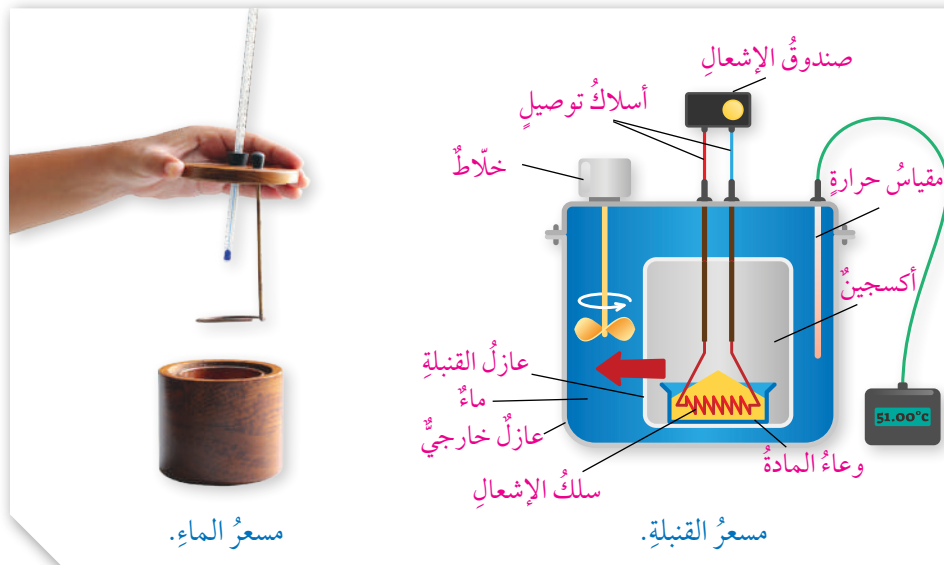 صندوقُ الإشعالِ
أسلاكُ توصيلٍ
خلّاطٌ
مقياسُ حرارةٍ
أكسجينٌ
عازلُ القنبلةِ
ماءٌ
عازلٌ خارجيٌّ
سلكُ الإشعالِ
وعاءُ المادةُ
51.00°C
مسعرُ القنبلةِ.
مسعرُ الماءِ.